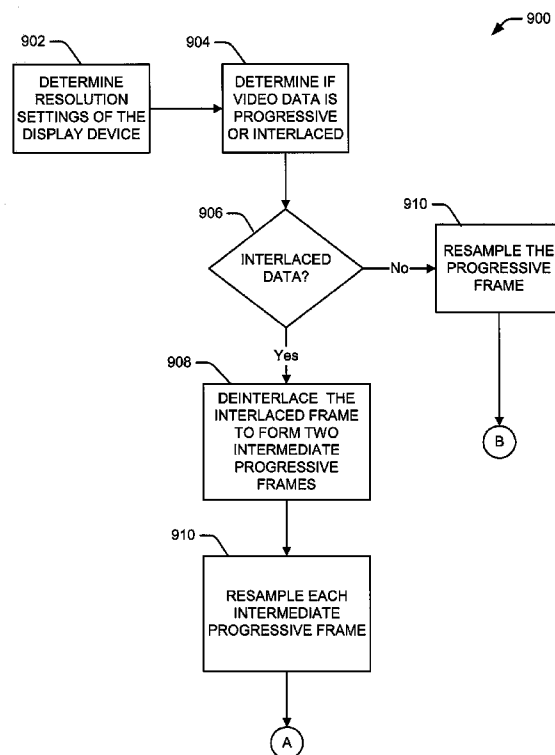 900
902
DETERMINE
RESOLUTION
SETTINGS OF THE
DISPLAY DEVICE
904
DETERMINE IF
VIDEO DATA IS
PROGRESSIVE
OR INTERLACED
906
INTERLACED
DATA?
No
910
RESAMPLE THE
PROGRESSIVE
FRAME
B
Yes
908
DEINTERLACE THE
INTERLACED FRAME
TO FORM TWO
INTERMEDIATE
PROGRESSIVE
FRAMES
910
RESAMPLE EACH
INTERMEDIATE
PROGRESSIVE FRAME
A